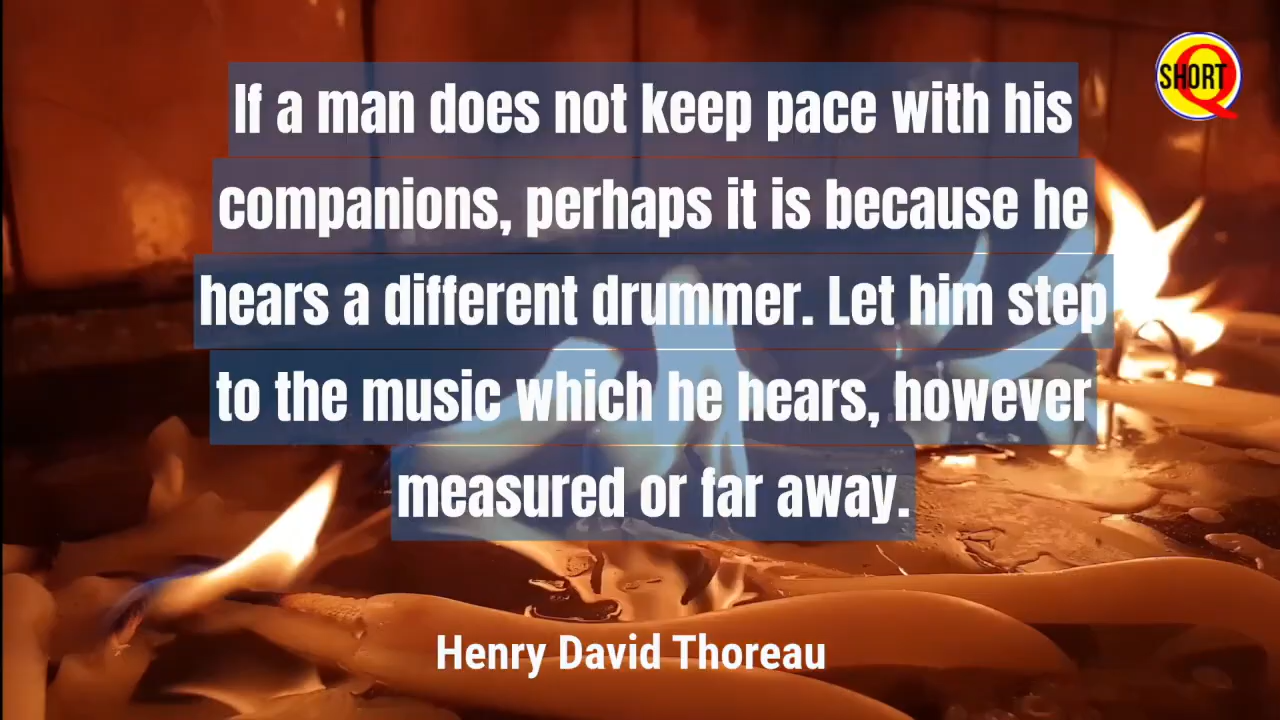 SHORT Q
If a man does not keep pace with his
companions, perhaps it is because he
hears a different drummer. Let him step
to the music which he hears, however
measured or far away.
Henry David Thoreau